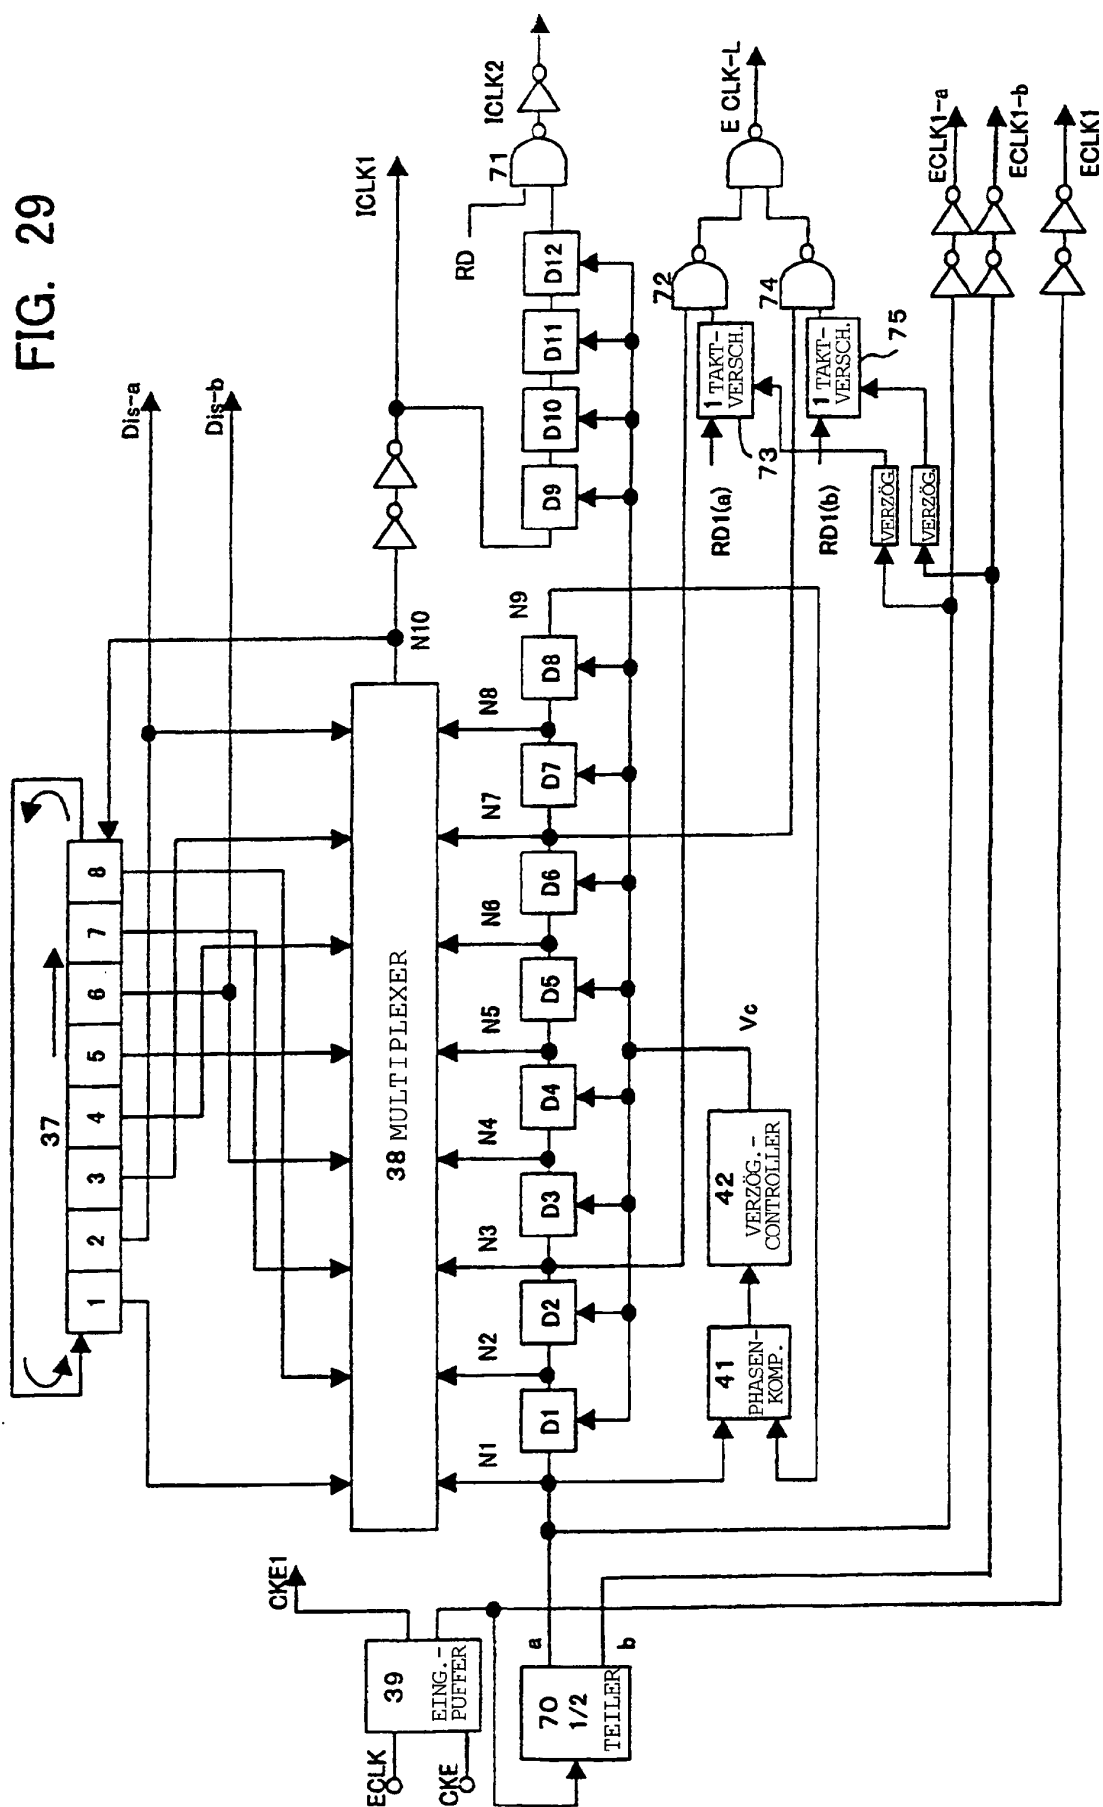 FIG. 29
37
1 2 3 4 5 6 7 8
Dis-a
Dis-b
38 MULTIPLEXER
N10
ICLK1
ECLK
CKE
39
EING.-
PUFFER
CKE1
70
1/2
TEILER
a
b
N1
N2
N3
N4
N5
N6
N7
N8
N9
D1
D2
D3
D4
D5
D6
D7
D8
D9
D10
D11
D12
RD
71
ICLK2
41
PHASEN-
KOMP.
42
VERZÖG.-
CONTROLLER
Vc
RD1(a)
73
1 TAKT-
VERSCH.
72
RD1(b)
1 TAKT-
VERSCH.
75
74
E CLK-L
VERZÖG.
VERZÖG.
ECLK1-a
ECLK1-b
ECLK1